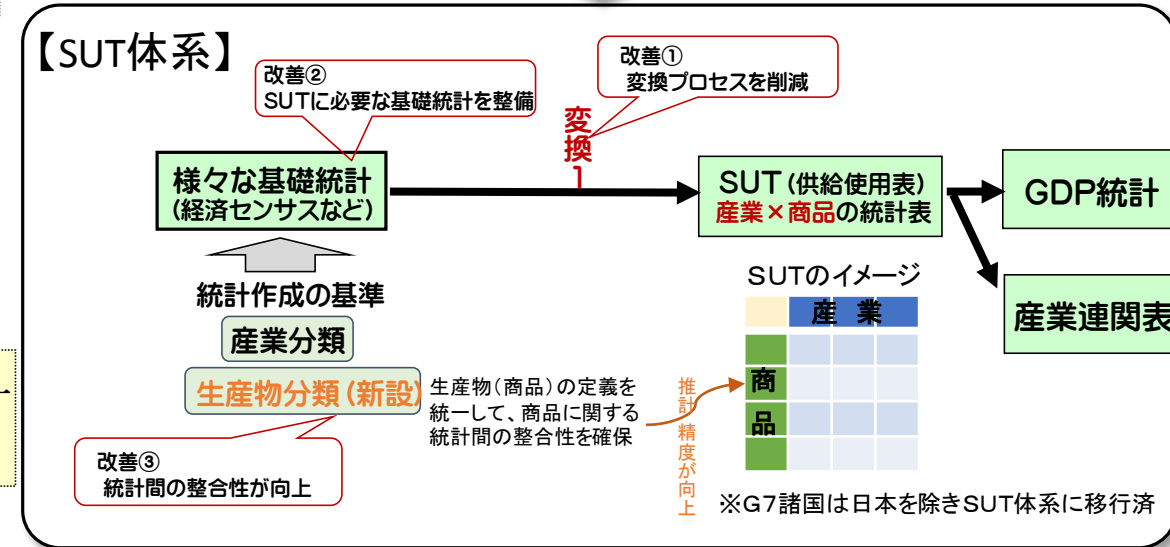 【SUT体系】
改善①
変換プロセスを削減
改善②
SUTに必要な基礎統計を整備
変換1
様々な基礎統計
(経済センサスなど)
SUT(供給使用表)
産業×商品の統計表
GDP統計
産業連関表
統計作成の基準
産業分類
生産物分類(新設)
生産物(商品)の定義を
統一して、商品に関する
統計間の整合性を確保
推計精度が向上
SUTのイメージ
産業
商品
改善③
統計間の整合性が向上
※G7諸国は日本を除きSUT体系に移行済